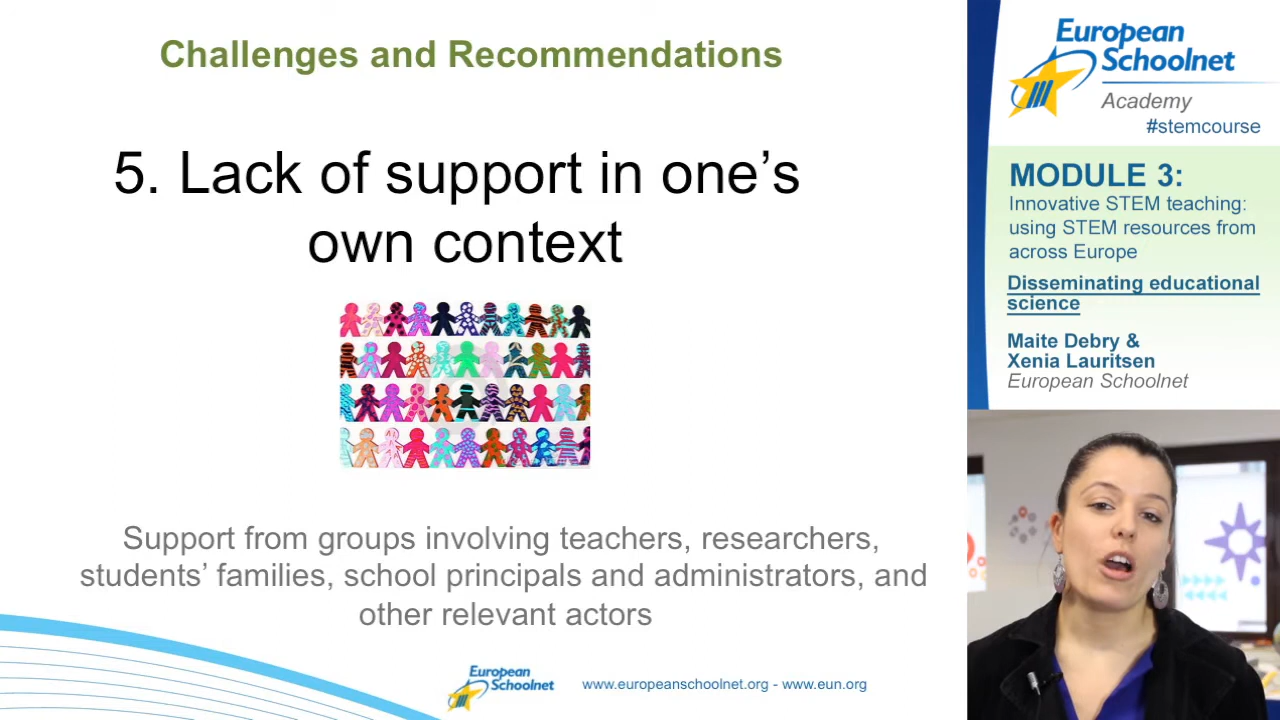 Challenges and Recommendations
5. Lack of support in one’s
own context
Support from groups involving teachers, researchers,
students’ families, school principals and administrators, and
other relevant actors
European
Schoolnet
www.europeanschoolnet.org - www.eun.org
European
Schoolnet
Academy
#stemcourse
MODULE 3:
Innovative STEM teaching:
using STEM resources from
across Europe
Disseminating educational
science
Maite Debry &
Xenia Lauritsen
European Schoolnet